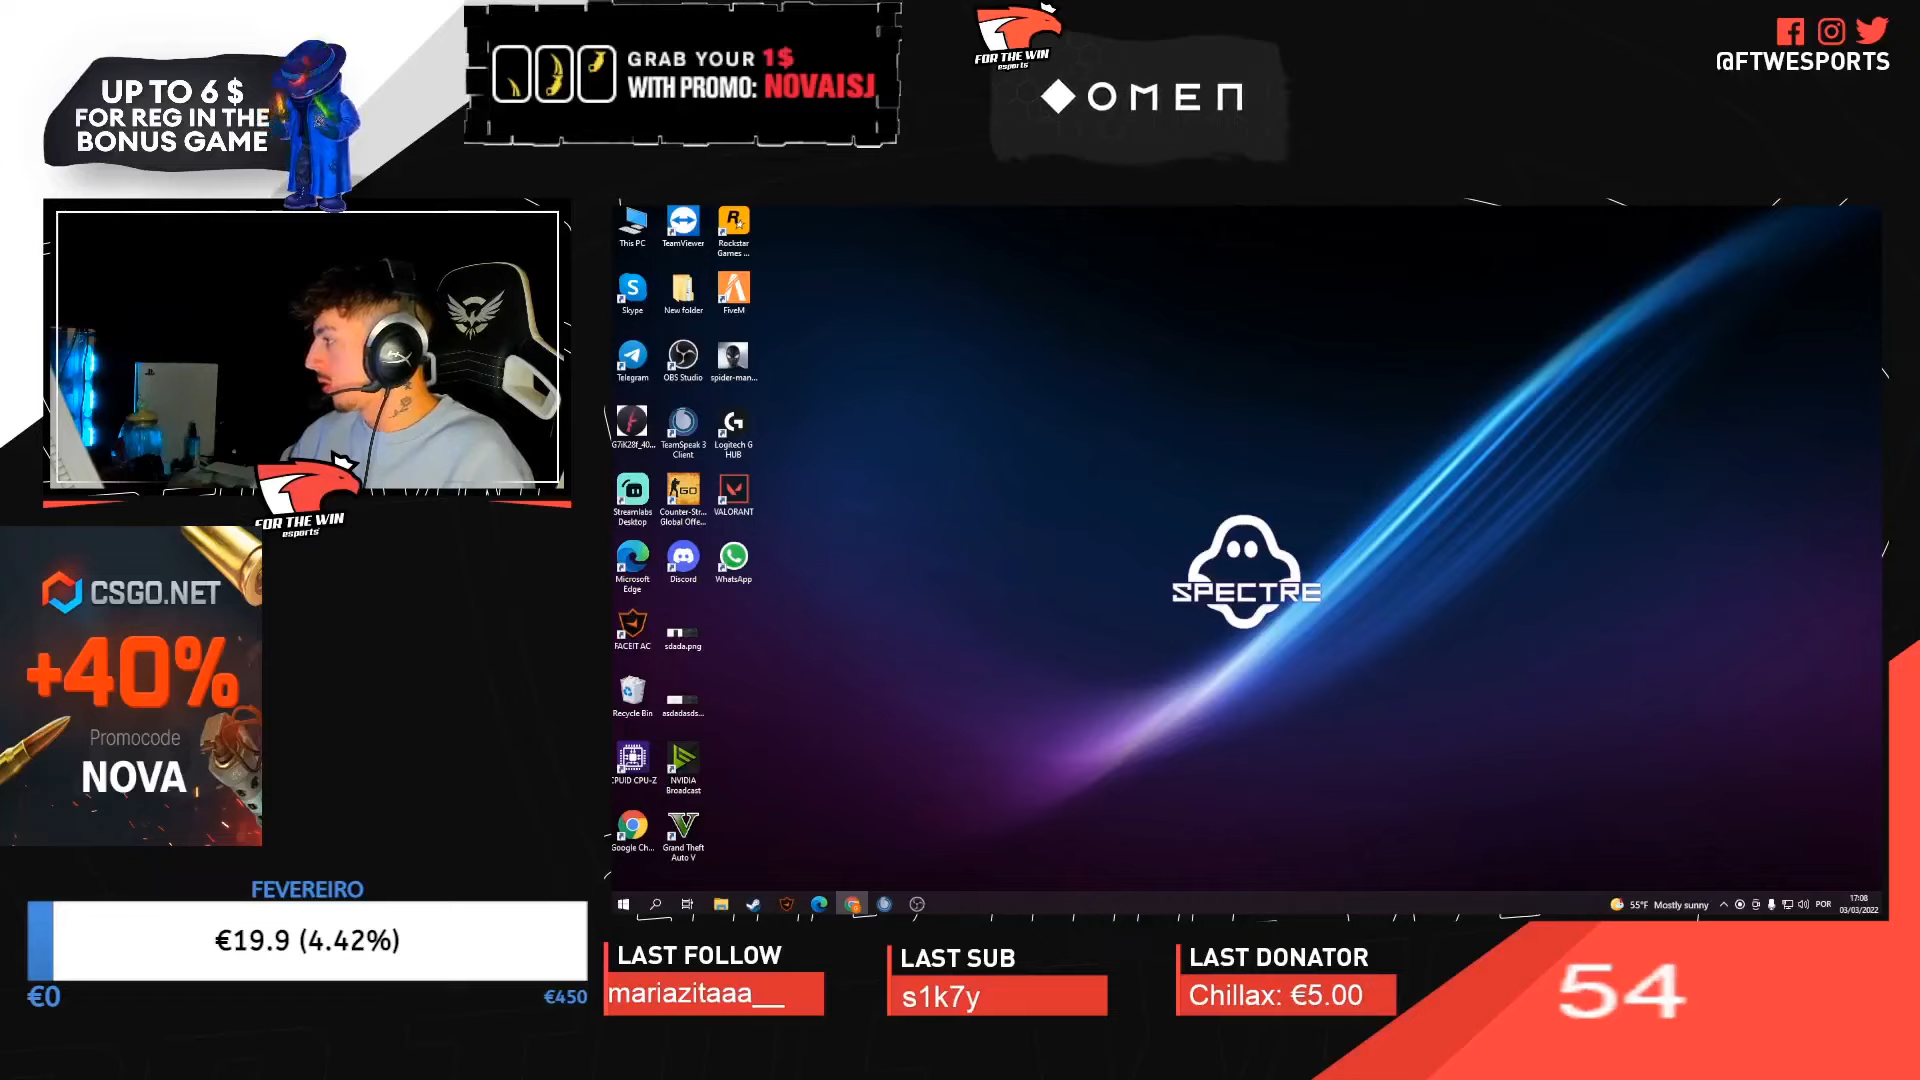 UP TO 6 $
FOR REG IN THE
BONUS GAME
GRAB YOUR 1$
WITH PROMO: NOVAISJ
FOR THE WIN
esports
OMEN
@FTWESPORTS
FOR THE WIN
esports
CSGO.NET
+40%
Promocode
NOVA
FEVEREIRO
€19.9 (4.42%)
€0
€450
This PC
TeamViewer
Rockstar
Games ...
Skype
New folder
FiveM
Telegram
OBS Studio
spider-man...
G7iK28f_40...
TeamSpeak 3
Client
Logitech G
HUB
Streamlabs
Desktop
Counter-Str...
Global Offe...
VALORANT
Microsoft
Edge
Discord
WhatsApp
FACEIT AC
sdada.png
Recycle Bin
asdadasds...
CPUID CPU-Z
NVIDIA
Broadcast
Google Ch...
Grand Theft
Auto V
SPECTRE
55°F Mostly sunny
POR
17:08
03/03/2022
LAST FOLLOW
mariazitaaa__
LAST SUB
s1k7y
LAST DONATOR
Chillax: €5.00
54